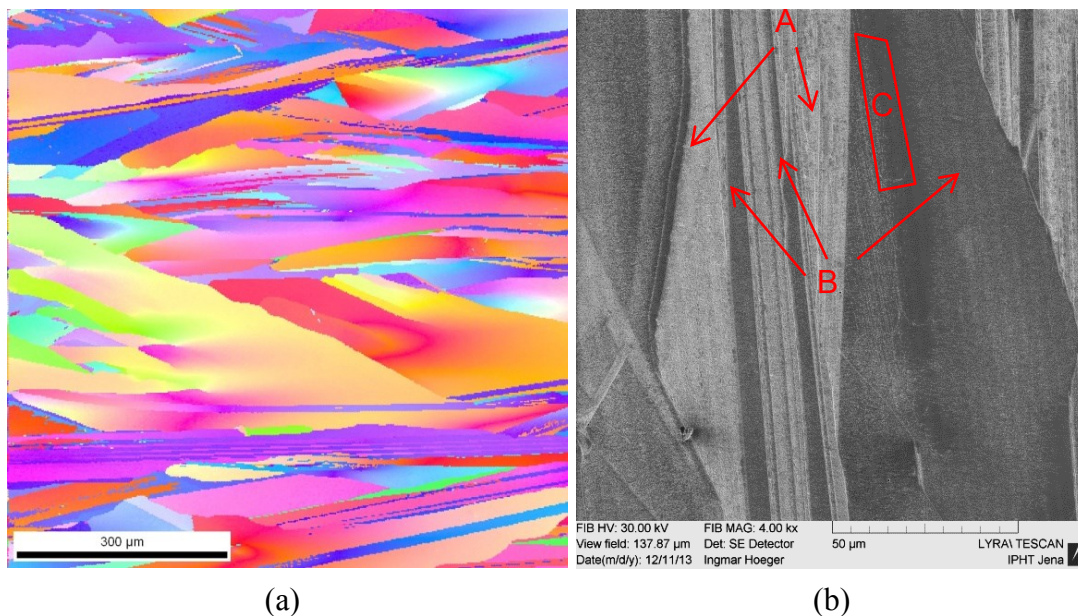 300 µm
A
C
B
FIB HV: 30.00 kV FIB MAG: 4.00 kx
View field: 137.87 µm Det: SE Detector 50 µm LYRA\\ TESCAN
Date(m/d/y): 12/11/13 Ingmar Hoeger IPHT Jena
(a) (b)